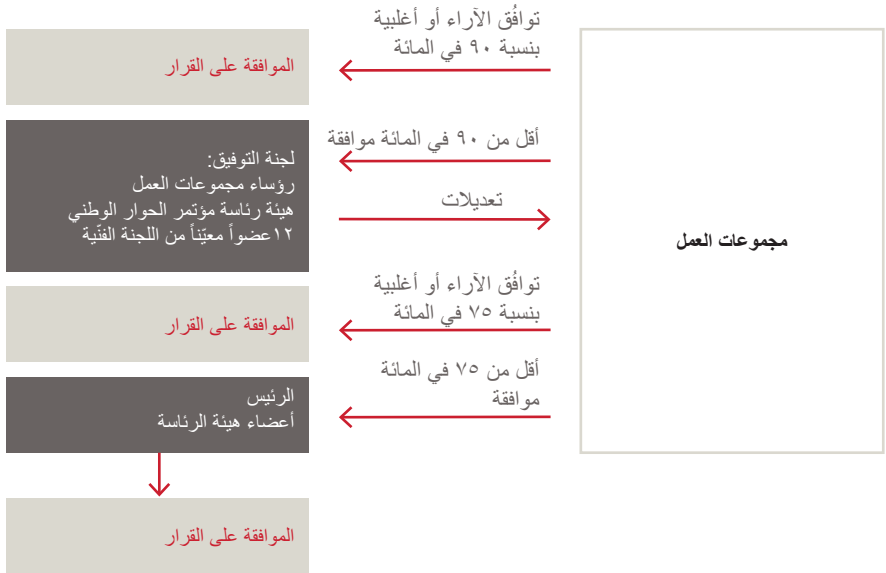 مجموعات العمل
توافُق الآراء أو أغلبية
بنسبة ٩٠ في المائة
الموافقة على القرار
أقل من ٩٠ في المائة موافقة
لجنة التوفيق:
رؤساء مجموعات العمل
هيئة رئاسة مؤتمر الحوار الوطني
١٢عضواً معيّناً من اللجنة الفنّية
تعديلات
توافُق الآراء أو أغلبية
بنسبة ٧٥ في المائة
الموافقة على القرار
أقل من ٧٥ في المائة
موافقة
الرئيس
أعضاء هيئة الرئاسة
الموافقة على القرار